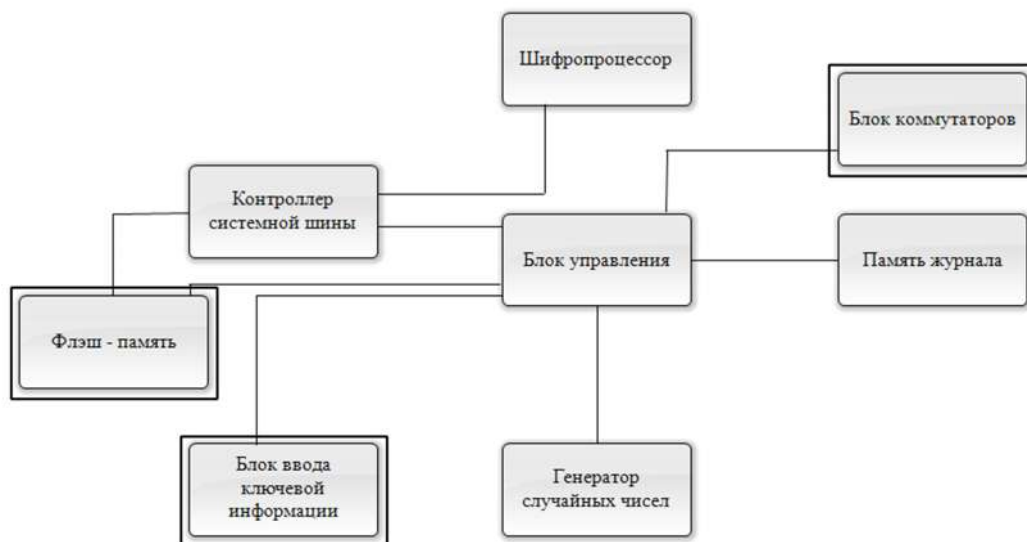 Шифропроцессор
Блок коммутаторов
Контроллер
системной шины
Блок управления
Память журнала
Флэш - память
Блок ввода
ключевой
информации
Генератор
случайных чисел